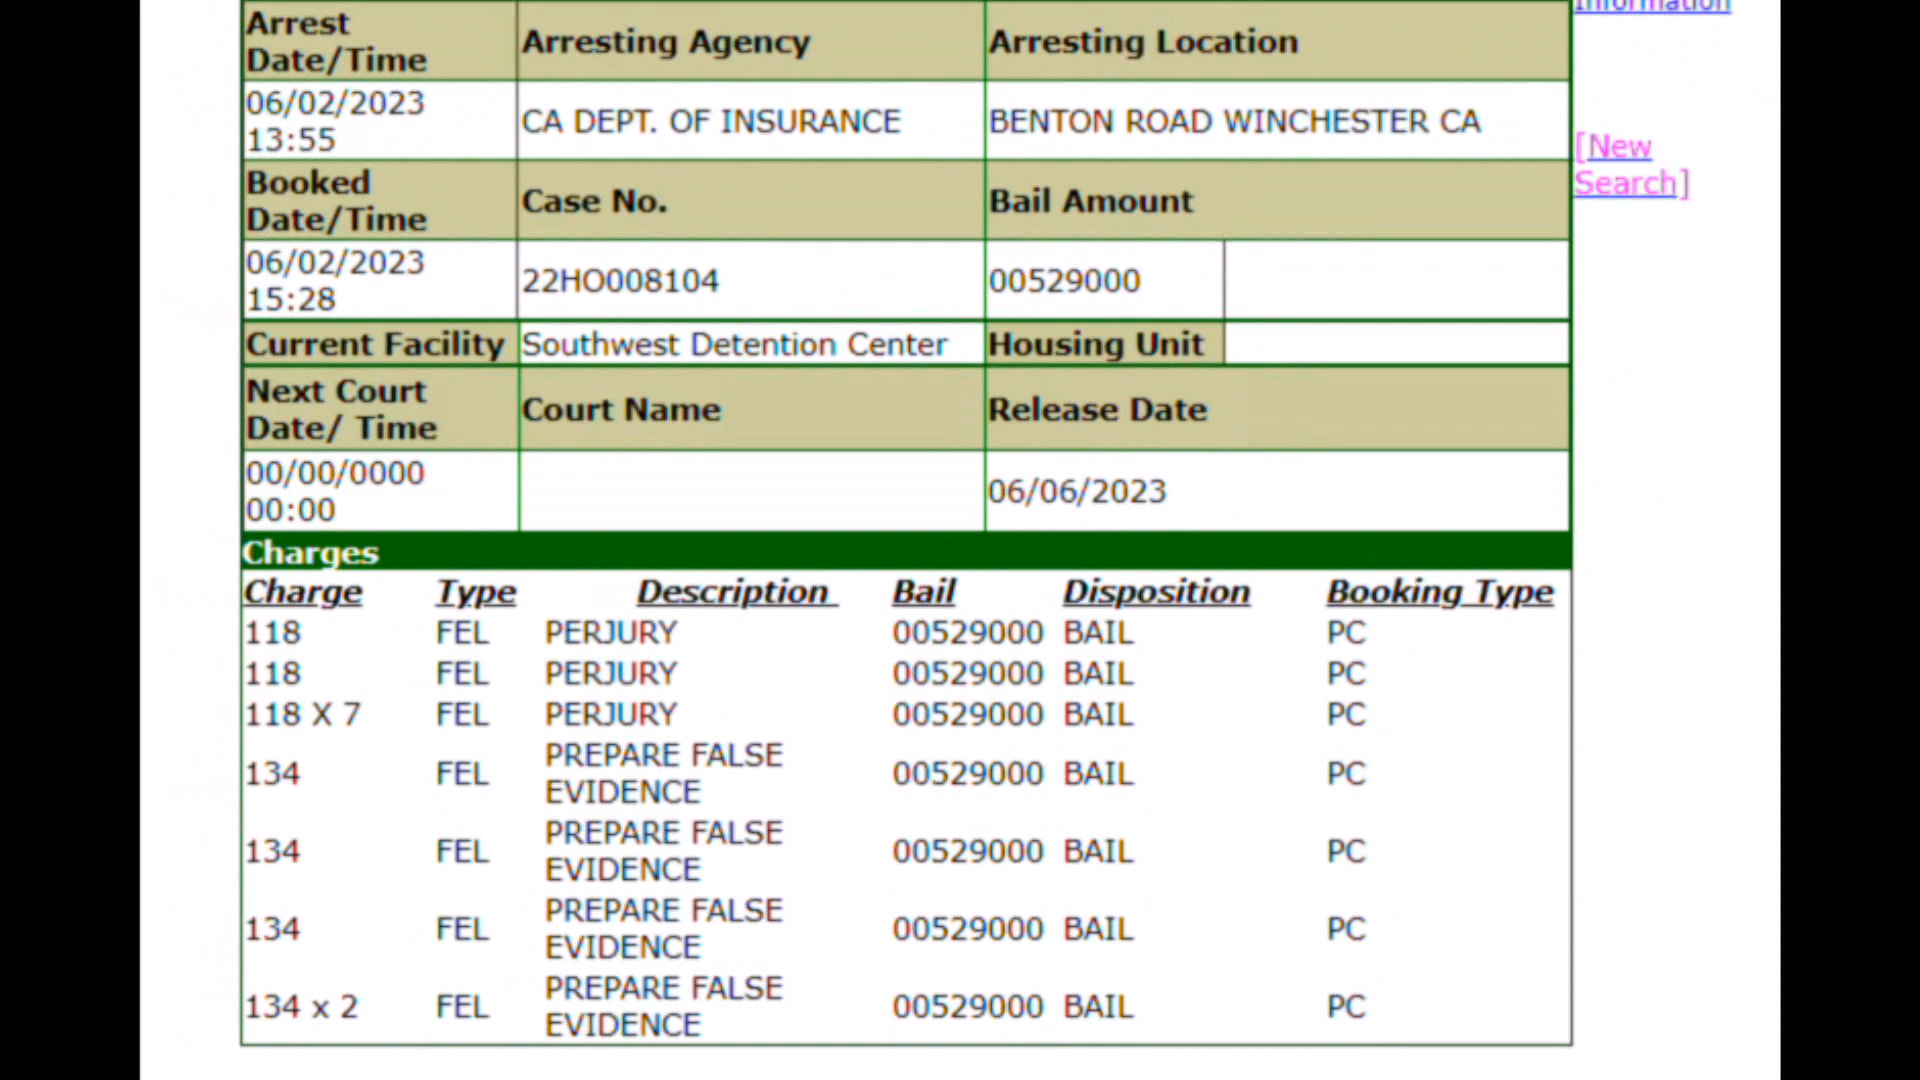 Information
Arrest
Date/Time
Arresting Agency
Arresting Location
06/02/2023
13:55
CA DEPT. OF INSURANCE
BENTON ROAD WINCHESTER CA
[New
Search]
Booked
Date/Time
Case No.
Bail Amount
06/02/2023
15:28
22HO008104
00529000
Current Facility
Southwest Detention Center
Housing Unit
Next Court
Date/ Time
Court Name
Release Date
00/00/0000
00:00
06/06/2023
Charges
Charge Type Description Bail Disposition Booking Type
118 FEL PERJURY 00529000 BAIL PC
118 FEL PERJURY 00529000 BAIL PC
118 X 7 FEL PERJURY 00529000 BAIL PC
134 FEL PREPARE FALSE
EVIDENCE 00529000 BAIL PC
134 FEL PREPARE FALSE
EVIDENCE 00529000 BAIL PC
134 FEL PREPARE FALSE
EVIDENCE 00529000 BAIL PC
134 x 2 FEL PREPARE FALSE
EVIDENCE 00529000 BAIL PC